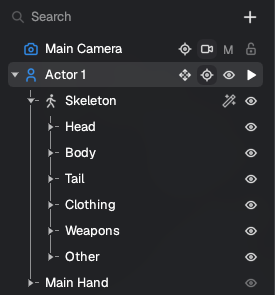 Search
Main Camera M
Actor 1
Skeleton
Head
Body
Tail
Clothing
Weapons
Other
Main Hand